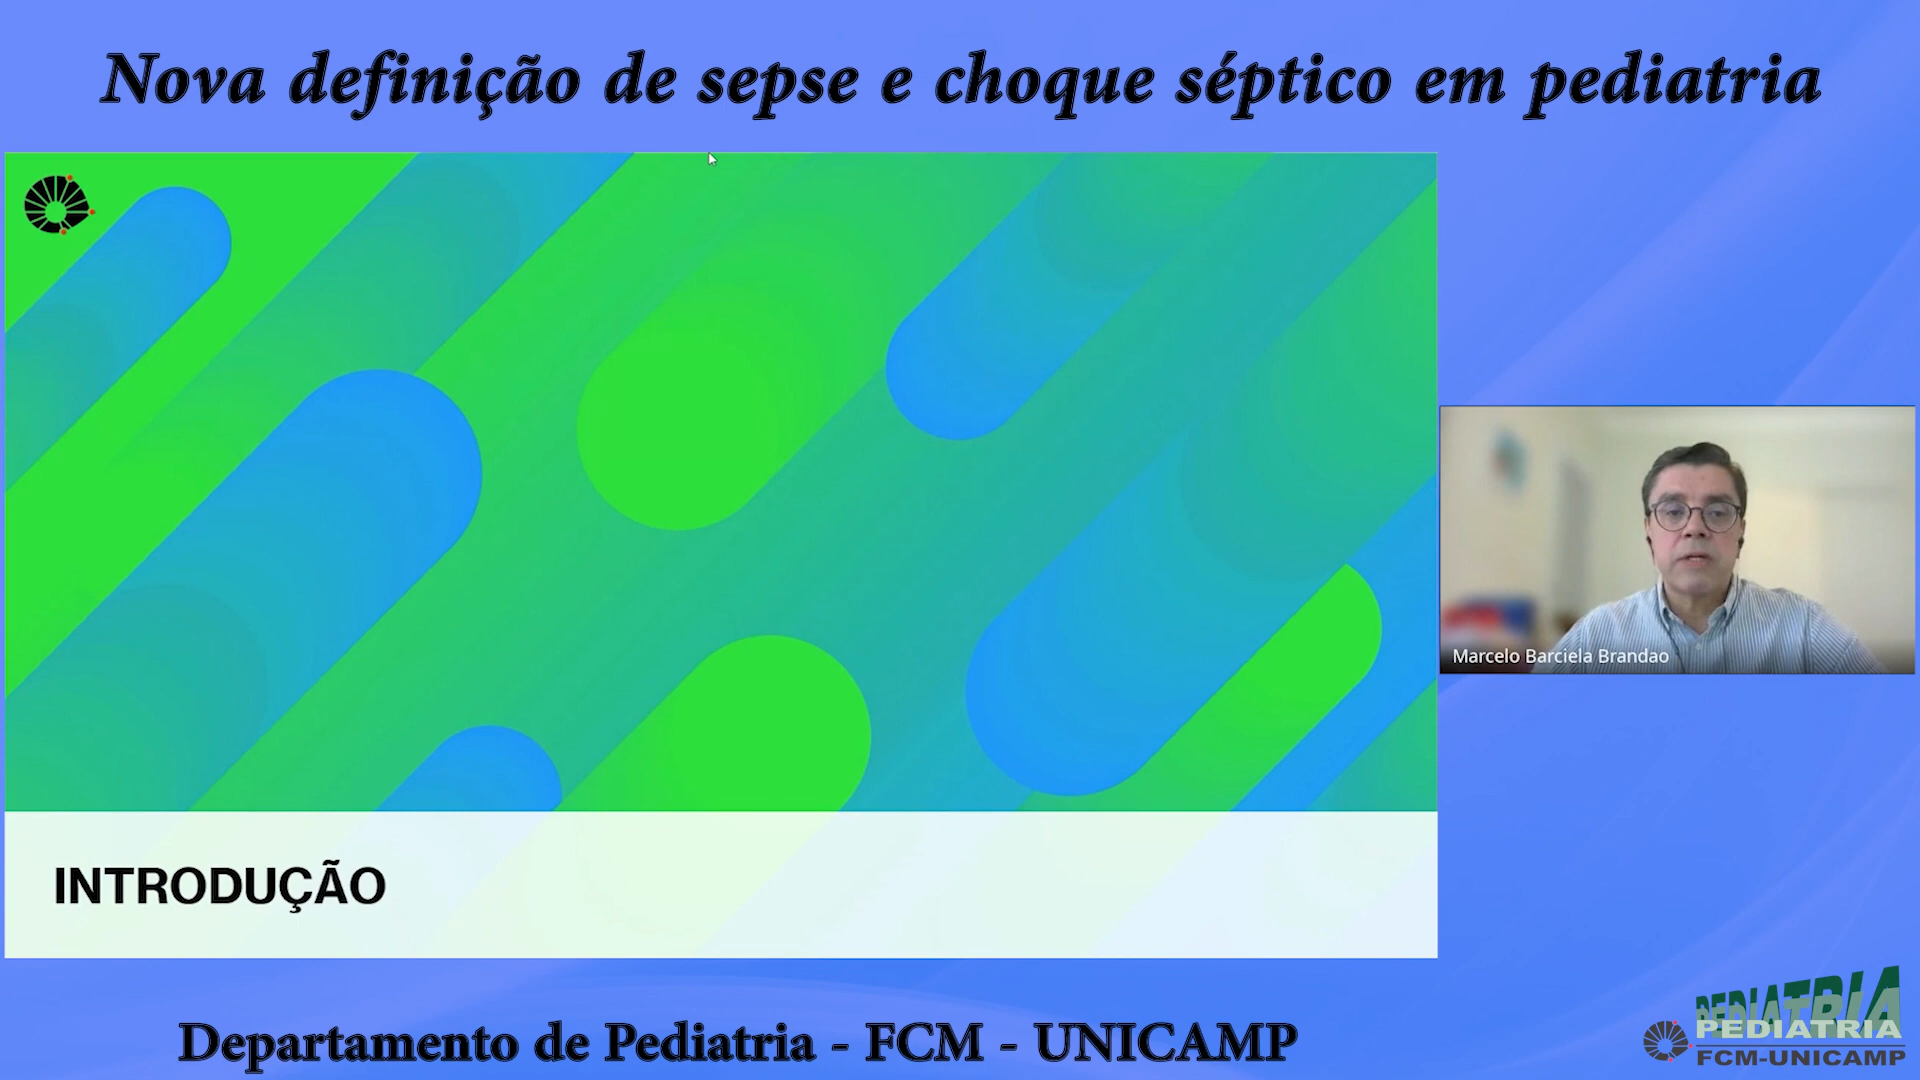 Nova definição de sepse e choque séptico em pediatria
INTRODUÇÃO
Marcelo Barciela Brandao
Departamento de Pediatria - FCM - UNICAMP
PEDIATRIA
PEDIATRIA
FCM-UNICAMP